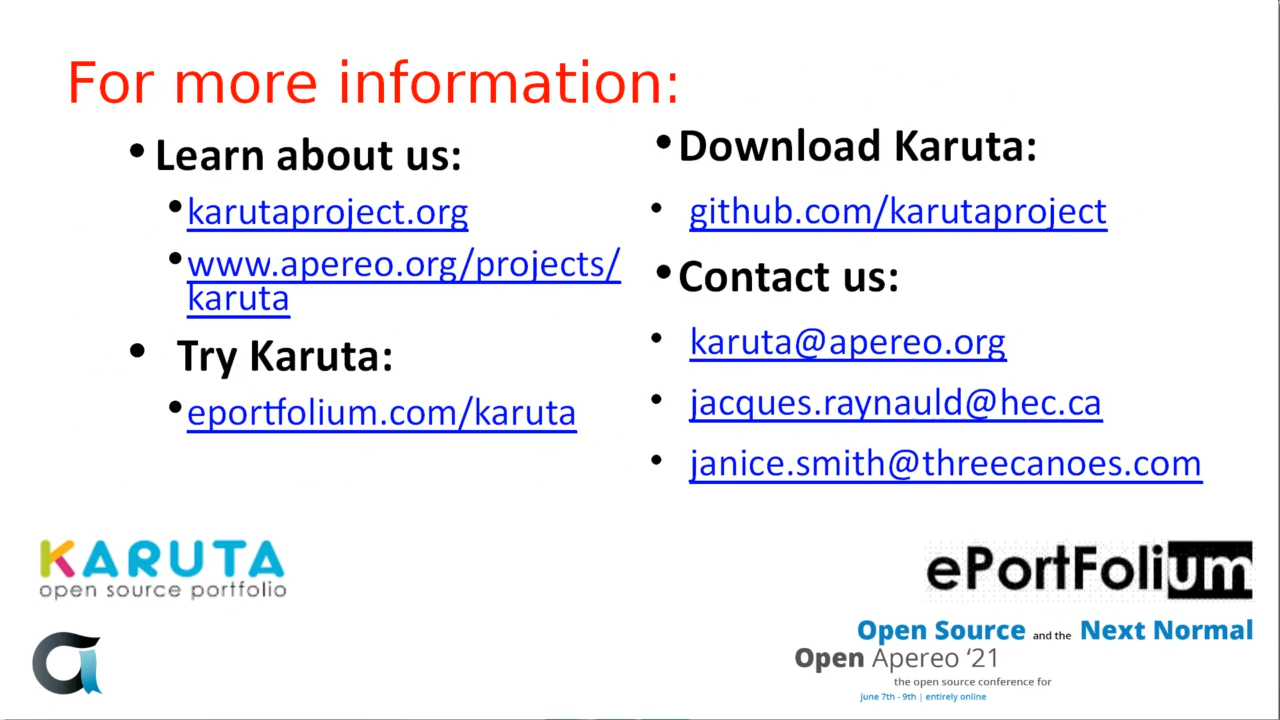 For more information:
• Learn about us:
• karutaproject.org
• www.apereo.org/projects/
karuta
• Try Karuta:
• eportfolium.com/karuta
• Download Karuta:
• github.com/karutaproject
• Contact us:
• karuta@apereo.org
• jacques.raynauld@hec.ca
• janice.smith@threecanoes.com
KARUTA
open source portfolio
ePortFolium
Open Source and the Next Normal
Open Apereo ‘21
the open source conference for
June 7th - 9th | entirely online